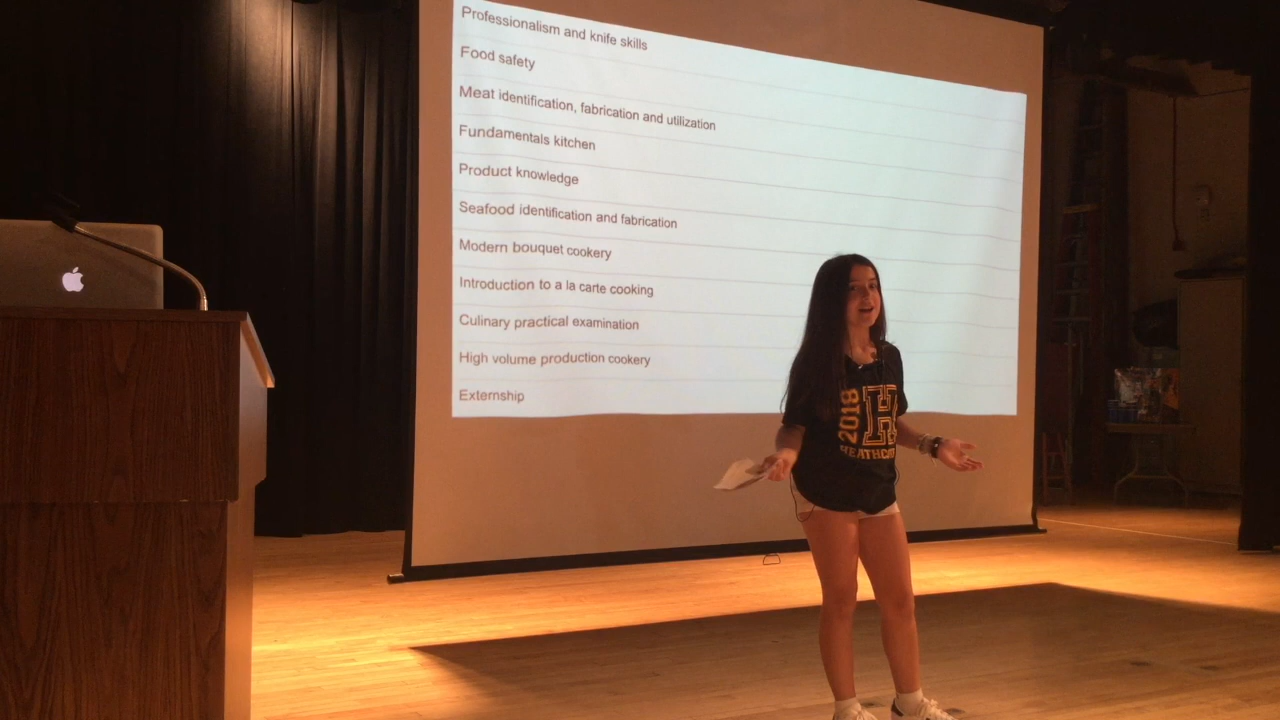 Professionalism and knife skills
Food safety
Meat identification, fabrication and utilization
Fundamentals kitchen
Product knowledge
Seafood identification and fabrication
Modern bouquet cookery
Introduction to a la carte cooking
Culinary practical examination
High volume production cookery
Externship
2018
H